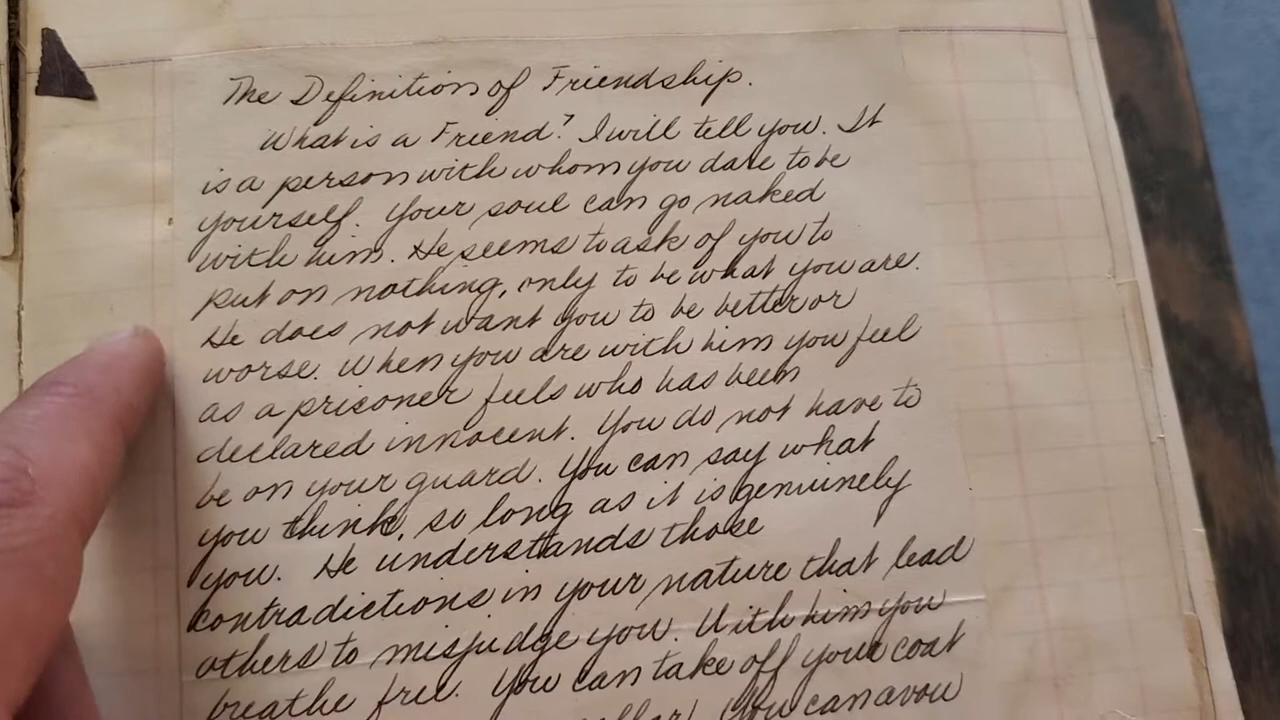 The Definition of Friendship.
What is a Friend? I will tell you. It
is a person with whom you dare to be
yourself. Your soul can go naked
with him. He seems to ask of you to
put on nothing, only to be what you are.
He does not want you to be better or
worse. When you are with him you feel
as a prisoner feels who has been
declared innocent. You do not have to
be on your guard. You can say what
you think, so long as it is genuinely
you. He understands those
contradictions in your nature that lead
others to misjudge you. With him you
breathe free. You can take off your coat
You can avow